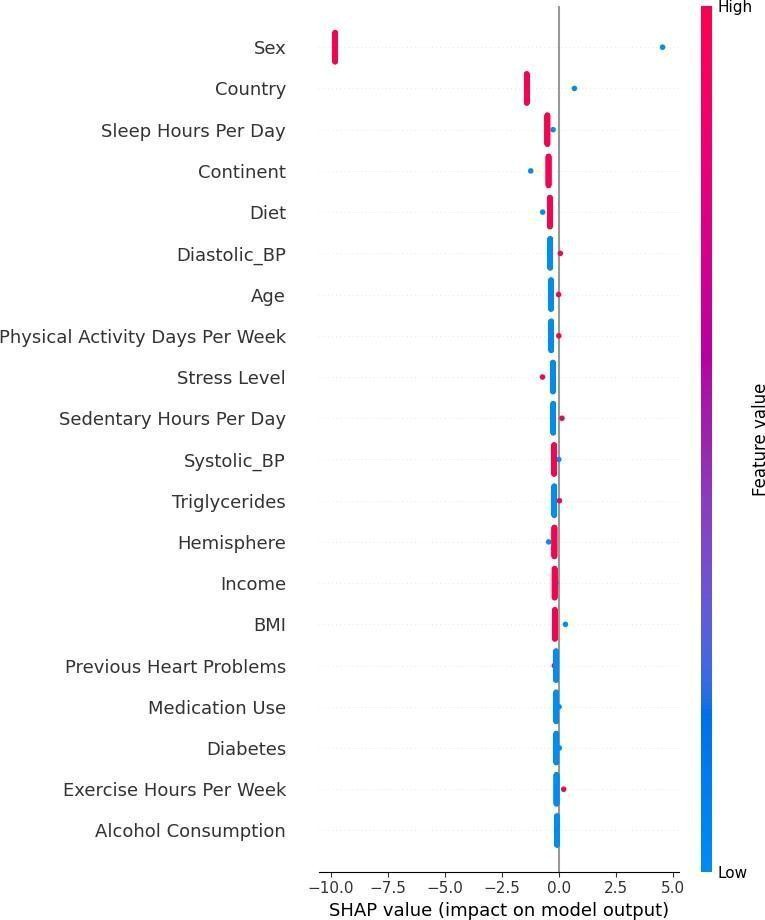 High
Sex
Country
Sleep Hours Per Day
Continent
Diet
Diastolic_BP
Age
Physical Activity Days Per Week
Stress Level
Sedentary Hours Per Day
Systolic_BP
Triglycerides
Hemisphere
Income
BMI
Previous Heart Problems
Medication Use
Diabetes
Exercise Hours Per Week
Alcohol Consumption
Feature value
Low
−10.0 −7.5 −5.0 −2.5 0.0 2.5 5.0
SHAP value (impact on model output)